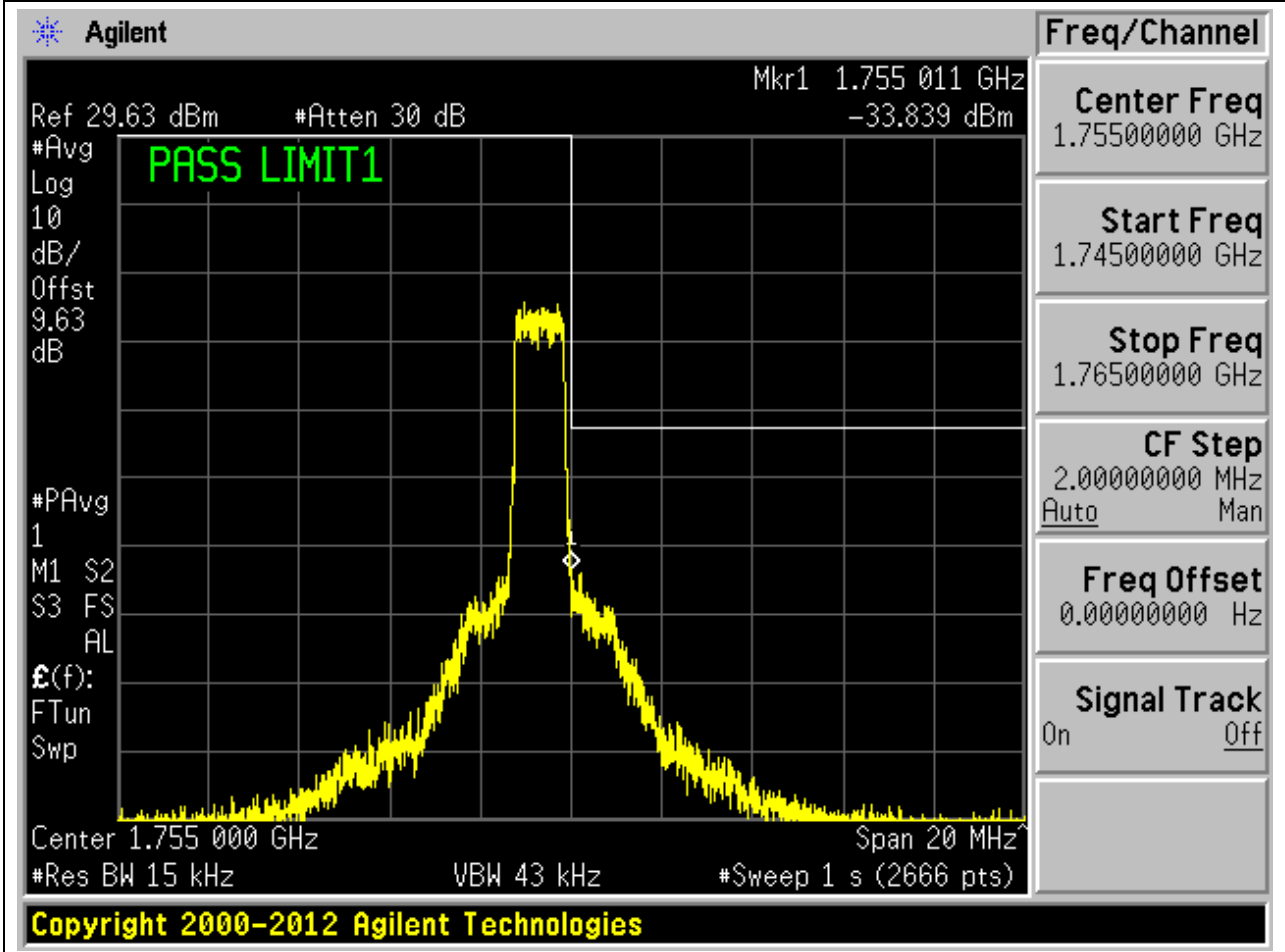 Agilent
Freq/Channel
Mkr1 1.755 011 GHz
Ref 29.63 dBm #Atten 30 dB -33.839 dBm
#Avg
Log
10
dB/
Offst
9.63
dB
PASS LIMIT1
#PAvg
1
M1 S2
S3 FS
AL
£(f):
FTun
Swp
1
Center 1.755 000 GHz Span 20 MHz^
#Res BW 15 kHz VBW 43 kHz #Sweep 1 s (2666 pts)
Center Freq
1.75500000 GHz
Start Freq
1.74500000 GHz
Stop Freq
1.76500000 GHz
CF Step
2.00000000 MHz
Auto Man
Freq Offset
0.00000000 Hz
Signal Track
On Off
Copyright 2000-2012 Agilent Technologies